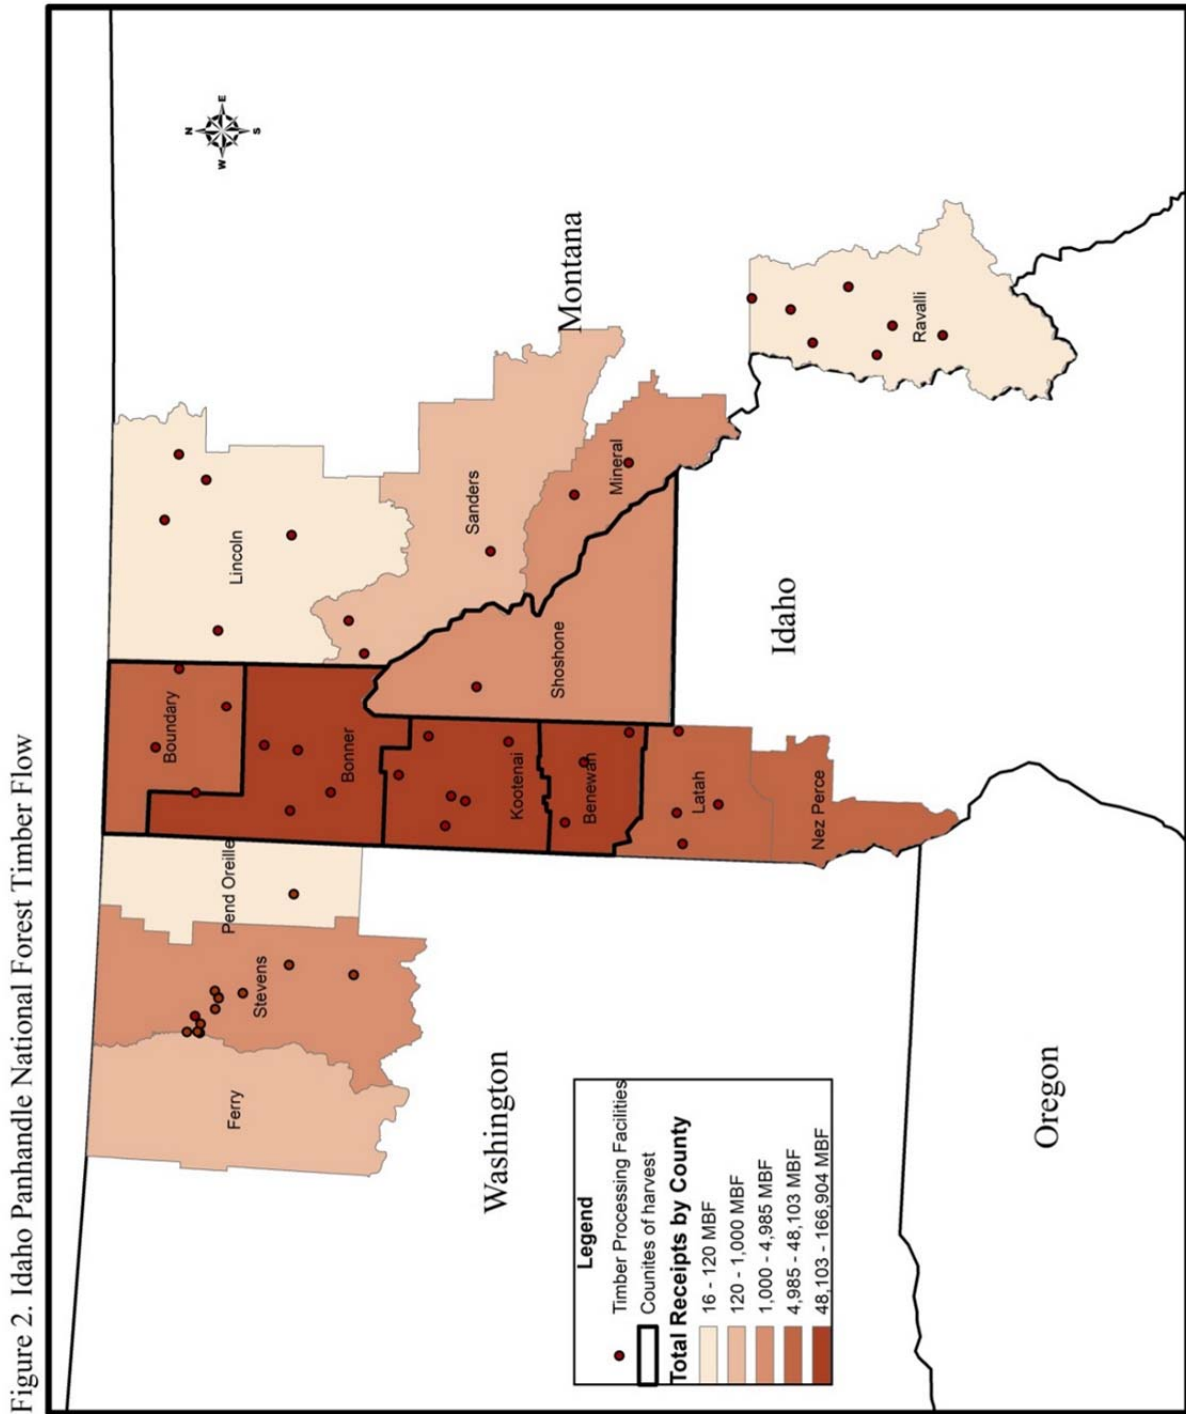 Figure 2. Idaho Panhandle National Forest Timber Flow
N
W
E
S
Boundary
Lincoln
Pend Oreille
Stevens
Ferry
Bonner
Sanders
Montana
Kootenai
Shoshone
Mineral
Benewah
Washington
Latah
Idaho
Nez Perce
Ravalli
Oregon
Legend
Timber Processing Facilities
Counites of harvest
Total Receipts by County
16 - 120 MBF
120 - 1,000 MBF
1,000 - 4,985 MBF
4,985 - 48,103 MBF
48,103 - 166,904 MBF